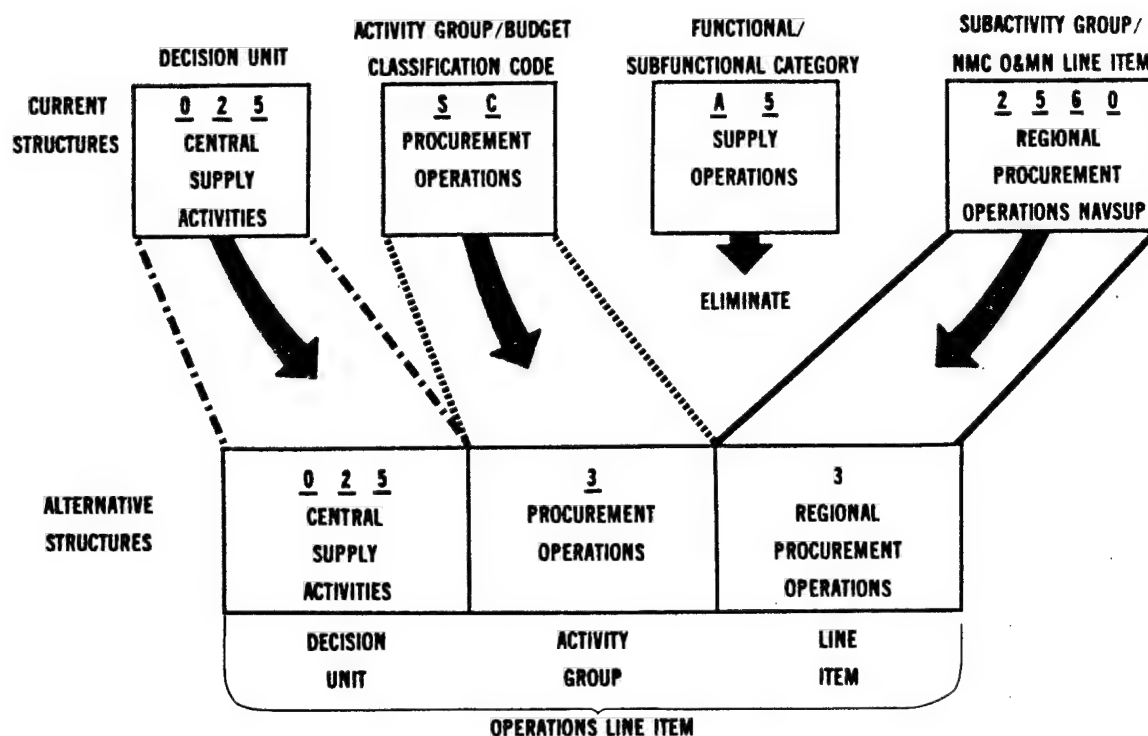 DECISION UNIT
ACTIVITY GROUP/BUDGET
CLASSIFICATION CODE
FUNCTIONAL/
SUBFUNCTIONAL CATEGORY
SUBACTIVITY GROUP/
NMC O&MN LINE ITEM
CURRENT
STRUCTURES
0 2 5
CENTRAL
SUPPLY
ACTIVITIES
S C
PROCUREMENT
OPERATIONS
A 5
SUPPLY
OPERATIONS
2 5 6 0
REGIONAL
PROCUREMENT
OPERATIONS NAVSUP
ELIMINATE
ALTERNATIVE
STRUCTURES
0 2 5
CENTRAL
SUPPLY
ACTIVITIES
3
PROCUREMENT
OPERATIONS
3
REGIONAL
PROCUREMENT
OPERATIONS
DECISION
UNIT
ACTIVITY
GROUP
LINE
ITEM
OPERATIONS LINE ITEM